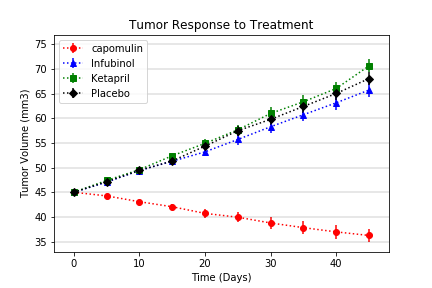 Tumor Response to Treatment
capomulin
Infubinol
Ketapril
Placebo
Tumor Volume (mm3)
75
70
65
60
55
50
45
40
35
0
10
20
30
40
Time (Days)